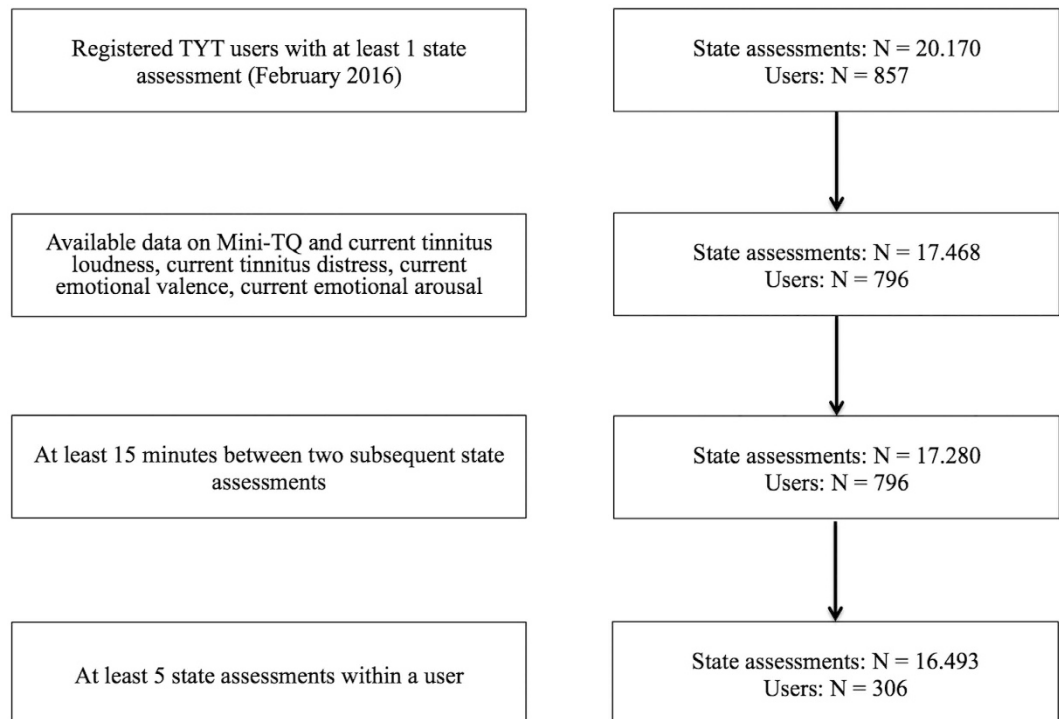 Registered TYT users with at least 1 state
assessment (February 2016)
State assessments: N = 20.170
Users: N = 857
Available data on Mini-TQ and current tinnitus
loudness, current tinnitus distress, current
emotional valence, current emotional arousal
State assessments: N = 17.468
Users: N = 796
At least 15 minutes between two subsequent state
assessments
State assessments: N = 17.280
Users: N = 796
At least 5 state assessments within a user
State assessments: N = 16.493
Users: N = 306